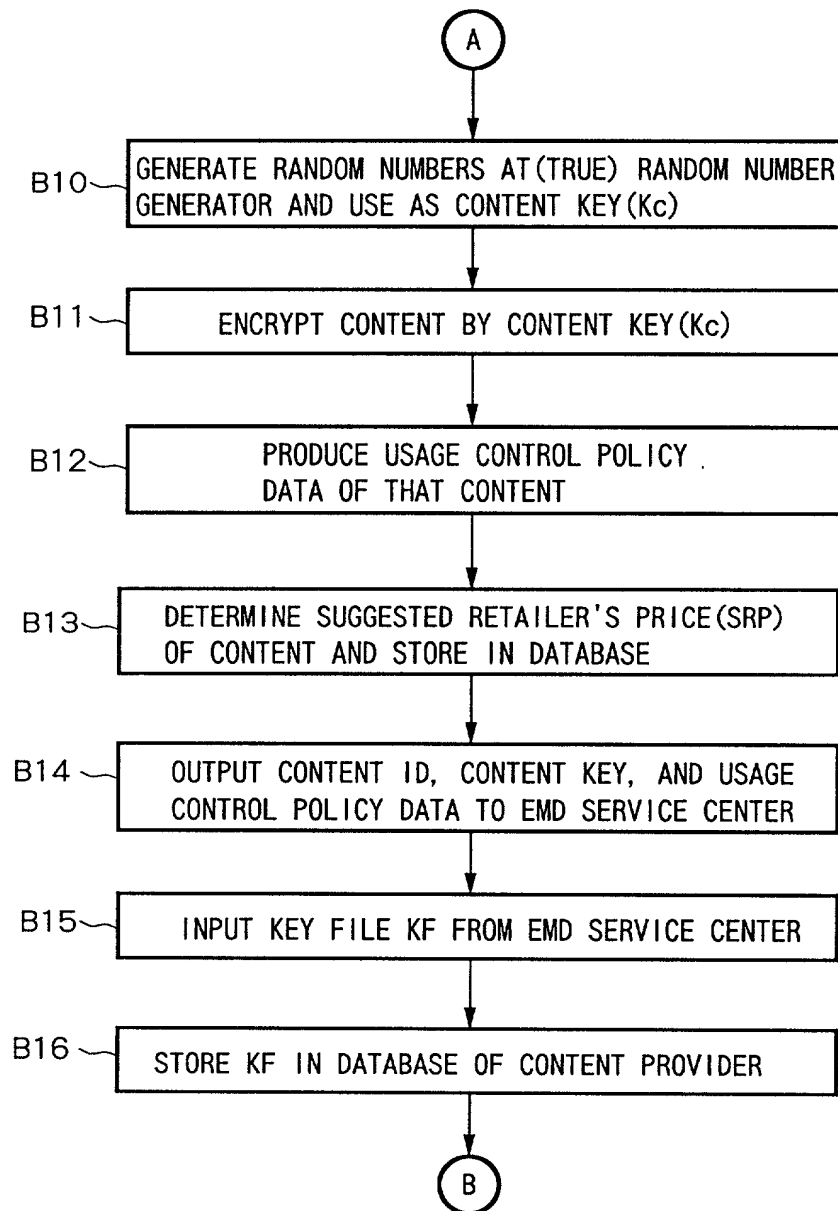 A
B10
GENERATE RANDOM NUMBERS AT(TRUE) RANDOM NUMBER
GENERATOR AND USE AS CONTENT KEY(Kc)
B11
ENCRYPT CONTENT BY CONTENT KEY(Kc)
B12
PRODUCE USAGE CONTROL POLICY
DATA OF THAT CONTENT
B13
DETERMINE SUGGESTED RETAILER'S PRICE(SRP)
OF CONTENT AND STORE IN DATABASE
B14
OUTPUT CONTENT ID, CONTENT KEY, AND USAGE
CONTROL POLICY DATA TO EMD SERVICE CENTER
B15
INPUT KEY FILE KF FROM EMD SERVICE CENTER
B16
STORE KF IN DATABASE OF CONTENT PROVIDER
B